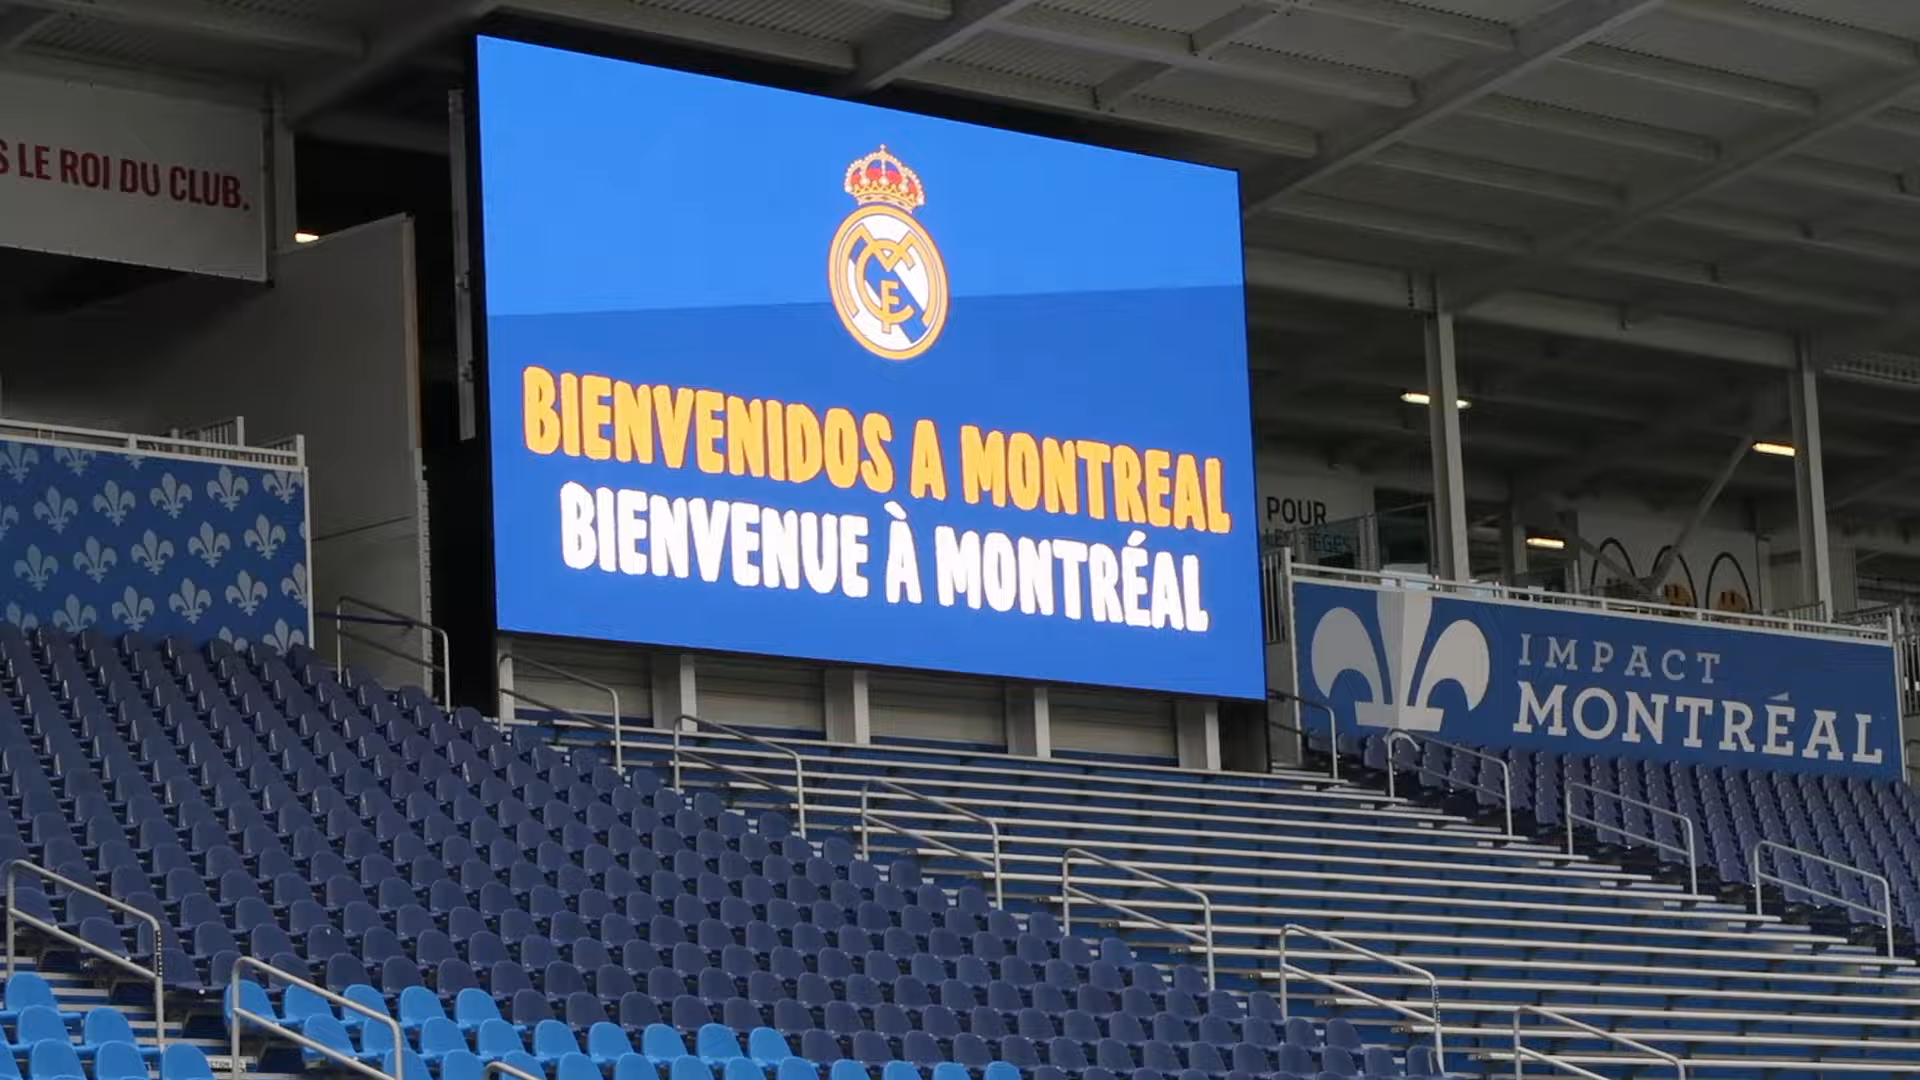 S LE ROI DU CLUB.
BIENVENIDOS A MONTREAL
BIENVENUE À MONTRÉAL
POUR
IMPACT
MONTRÉAL